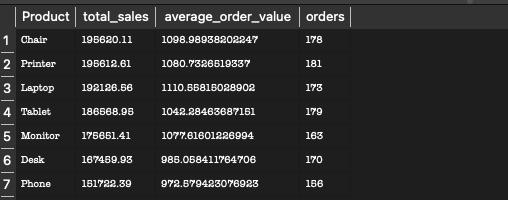 Product total_sales average_order_value orders
1 Chair 195620.11 1098.98938202247 178
2 Printer 195612.61 1080.7326519337 181
3 Laptop 192126.56 1110.55815028902 173
4 Tablet 186568.95 1042.28463687151 179
5 Monitor 175651.41 1077.61601226994 163
6 Desk 167459.93 985.058411764706 170
7 Phone 151722.39 972.579423076923 156